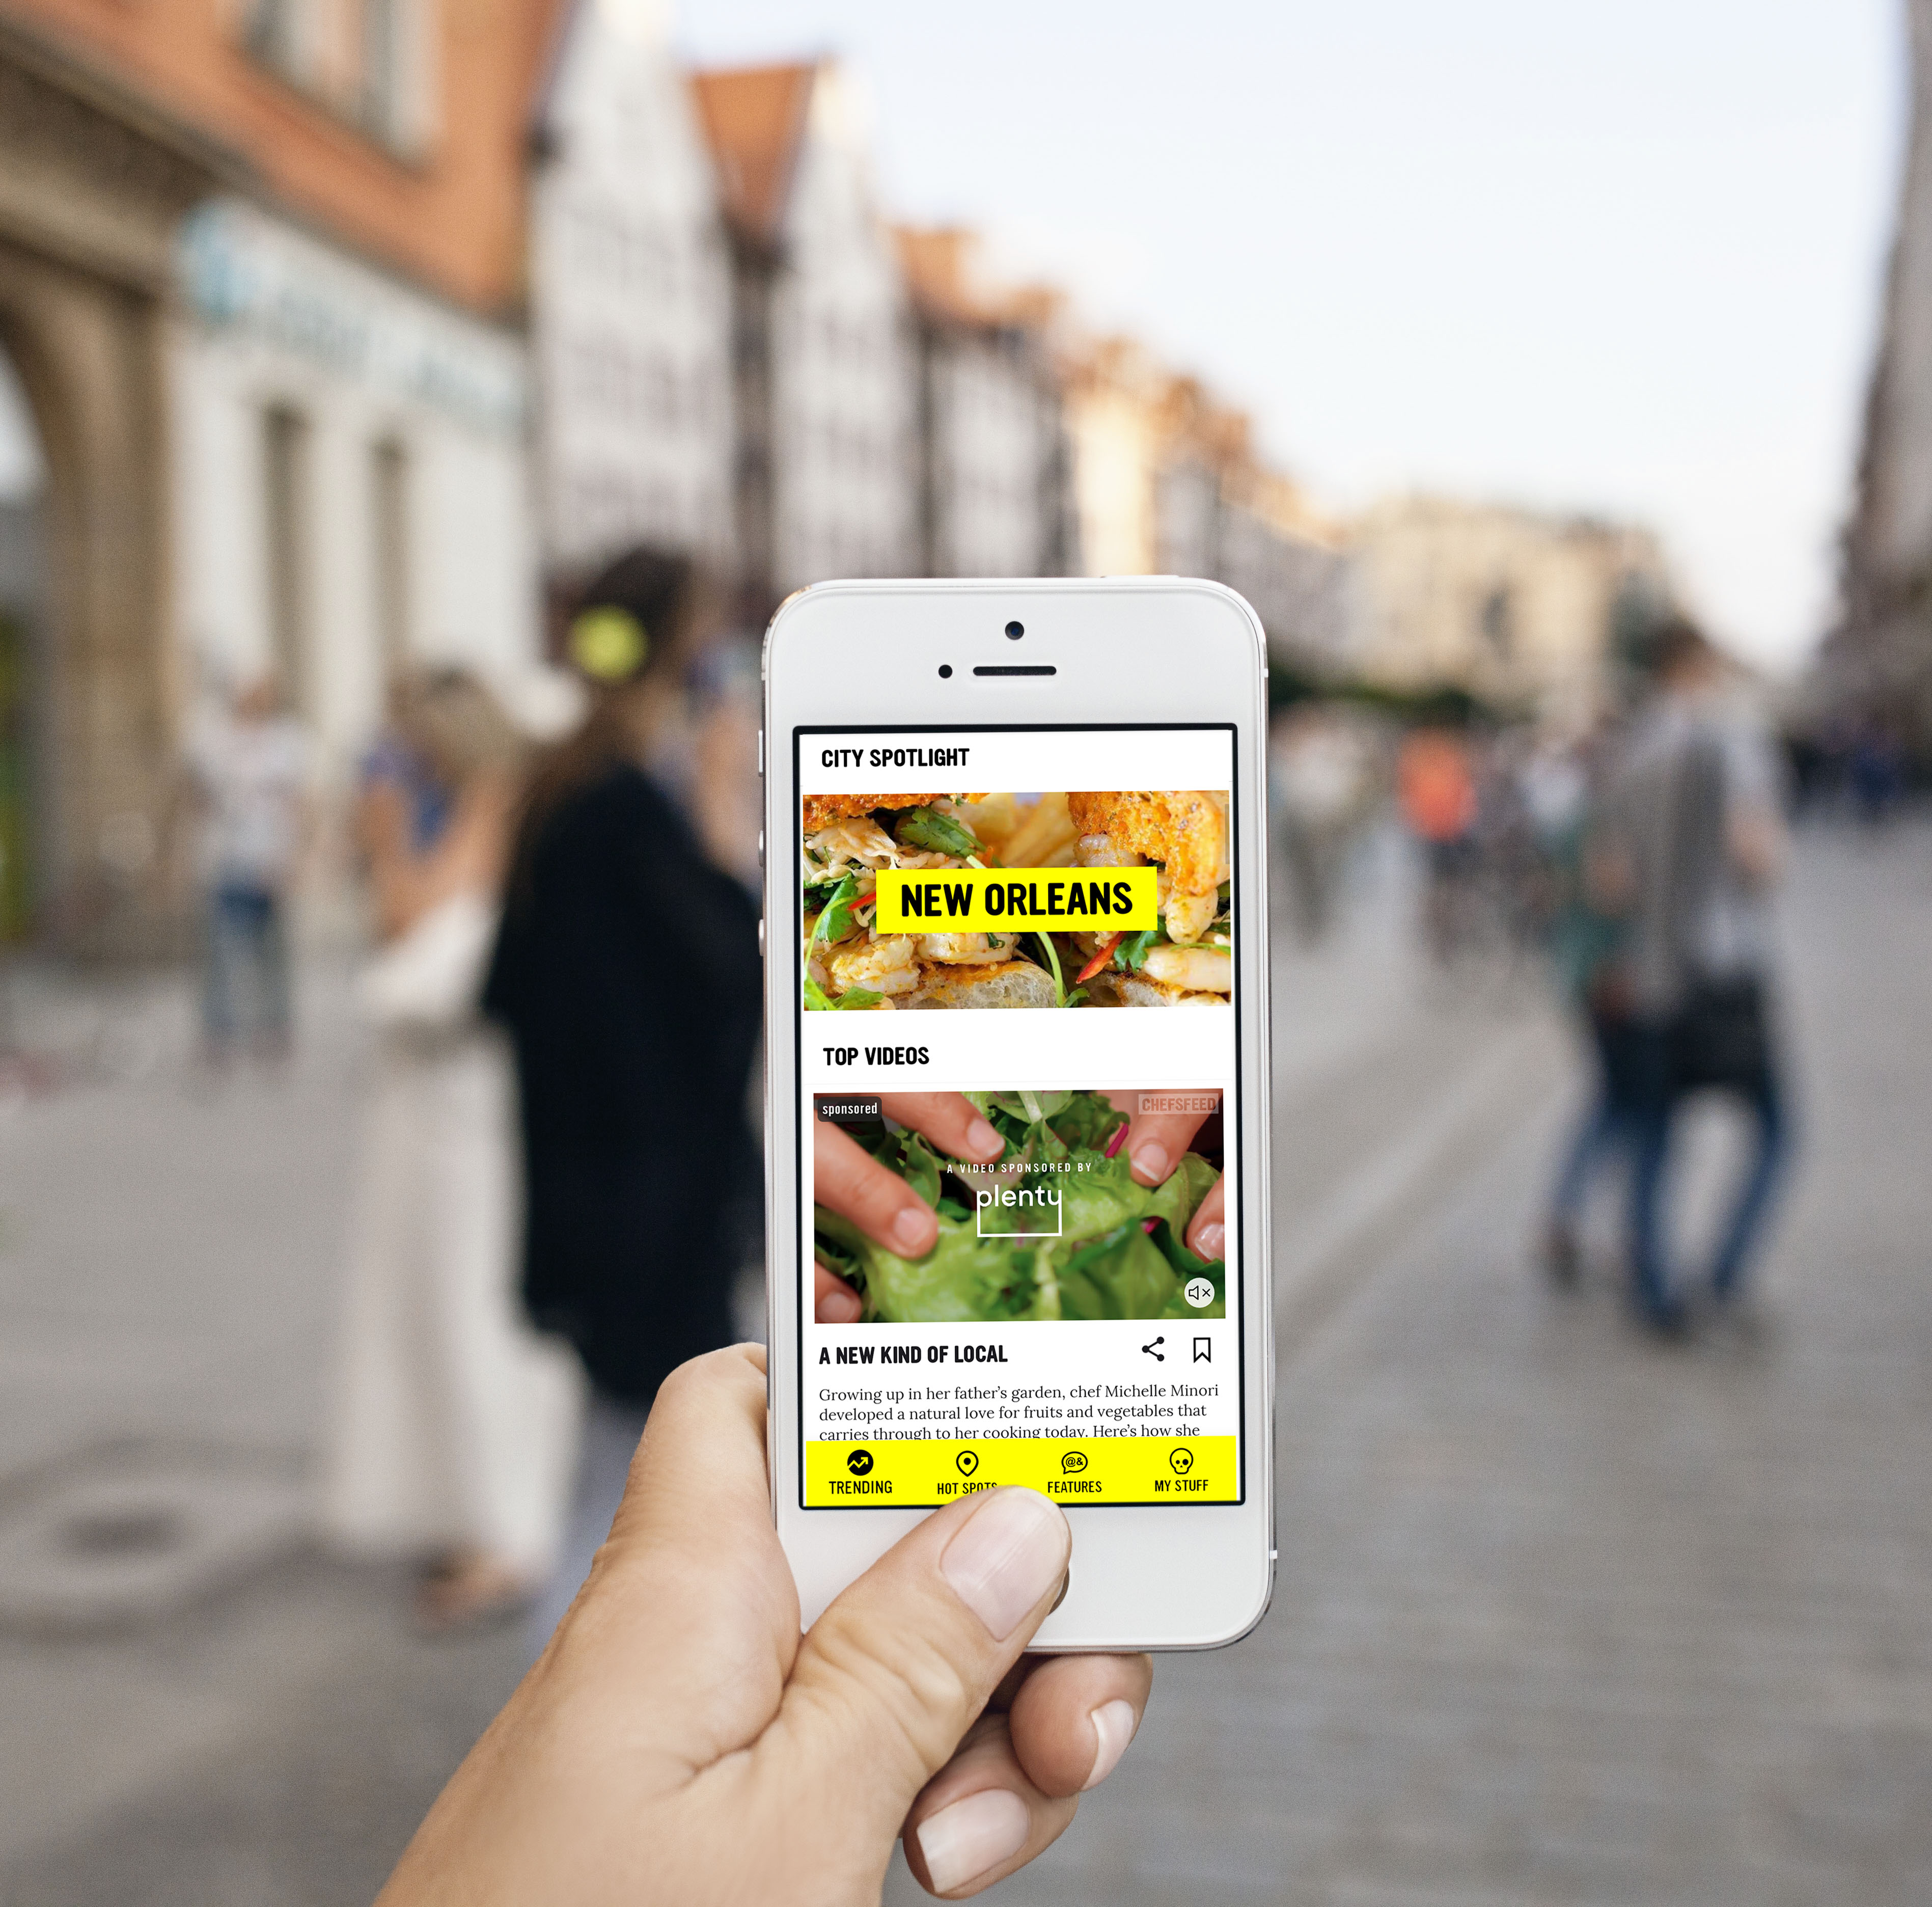 CITY SPOTLIGHT
NEW ORLEANS
TOP VIDEOS
sponsored
CHEFSFEED
A VIDEO SPONSORED BY
plenty
A NEW KIND OF LOCAL
Growing up in her father’s garden, chef Michelle Minori
developed a natural love for fruits and vegetables that
carries through to her cooking today. Here’s how she
TRENDING
HOT SPOTS
@&
FEATURES
MY STUFF